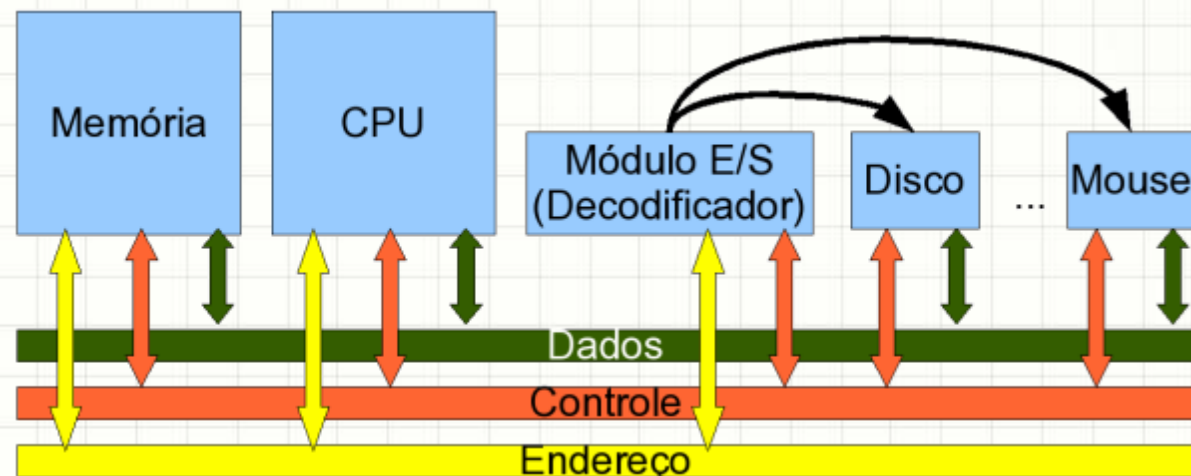 Memória
CPU
Módulo E/S
(Decodificador)
Disco
...
Mouse
Dados
Controle
Endereço